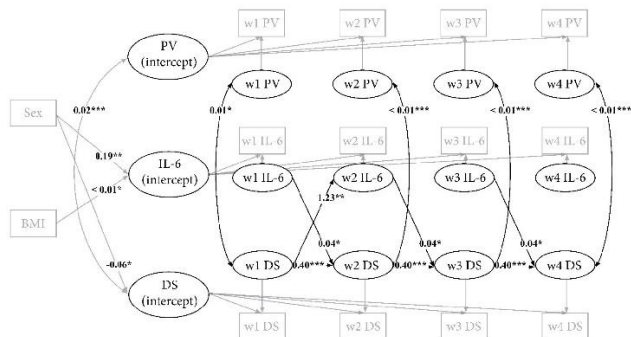 w1 PV w2 PV w3 PV w4 PV
PV
(intercept)
w1 PV w2 PV w3 PV w4 PV
Sex
0.02*** 0.01* < 0.01*** < 0.01*** < 0.01***
w1 IL-6 w2 IL-6 w3 IL-6 w4 IL-6
0.19**
IL-6
(intercept)
w1 IL-6 w2 IL-6 w3 IL-6 w4 IL-6
< 0.01*
1.23**
BMI
0.04* 0.04* 0.04*
-0.06*
w1 DS 0.40*** w2 DS 0.40*** w3 DS 0.40*** w4 DS
DS
(intercept)
w1 DS w2 DS w3 DS w4 DS